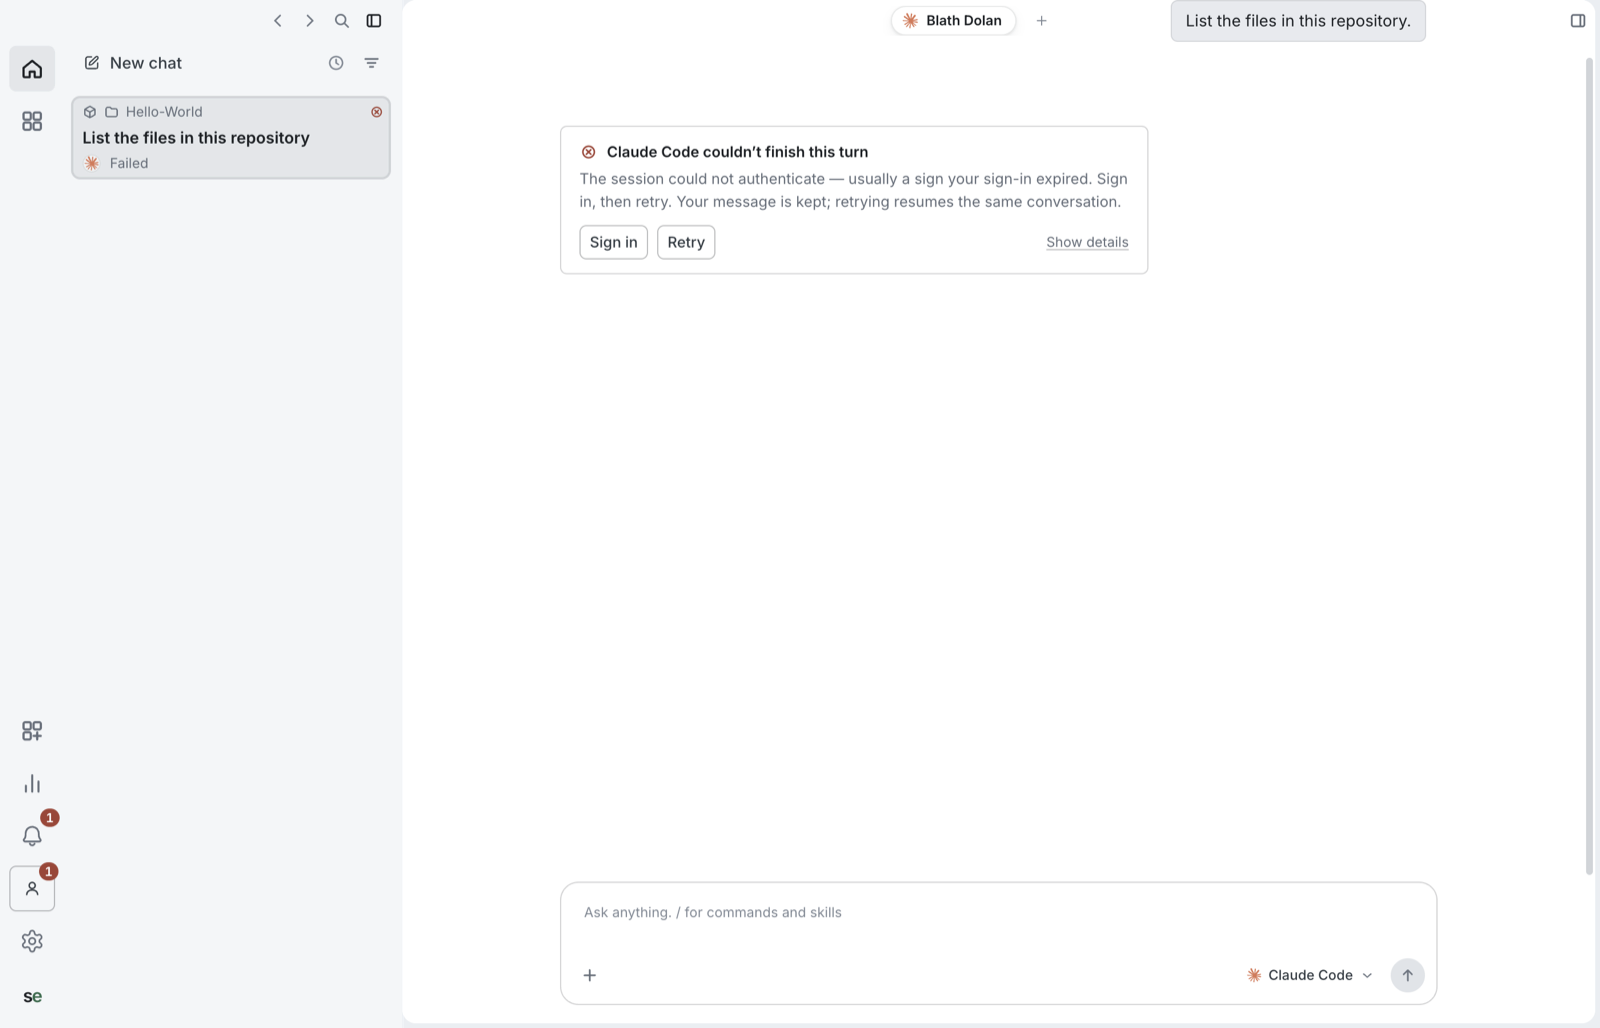 Blath Dolan
List the files in this repository.
New chat
Hello-World
List the files in this repository
Failed
Claude Code couldn’t finish this turn
The session could not authenticate — usually a sign your sign-in expired. Sign
in, then retry. Your message is kept; retrying resumes the same conversation.
Sign in
Retry
Show details
1
1
Ask anything. / for commands and skills
Claude Code
se